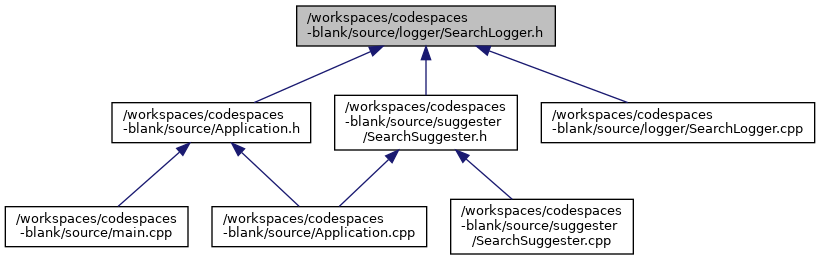 /workspaces/codespaces
-blank/source/logger/SearchLogger.h
/workspaces/codespaces
-blank/source/Application.h
/workspaces/codespaces
-blank/source/suggester
/SearchSuggester.h
/workspaces/codespaces
-blank/source/logger/SearchLogger.cpp
/workspaces/codespaces
-blank/source/main.cpp
/workspaces/codespaces
-blank/source/Application.cpp
/workspaces/codespaces
-blank/source/suggester
/SearchSuggester.cpp